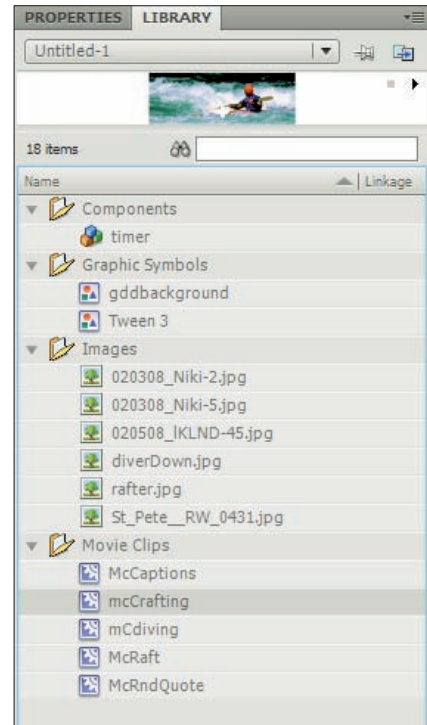 PROPERTIES LIBRARY
Untitled-1
18 items
Name Linkage
Components
timer
Graphic Symbols
gddbackground
Tween 3
Images
020308_Niki-2.jpg
020308_Niki-5.jpg
020508_lKLND-45.jpg
diverDown.jpg
rafter.jpg
St_Pete__RW_0431.jpg
Movie Clips
McCaptions
mcCrafting
mCdiving
McRaft
McRndQuote